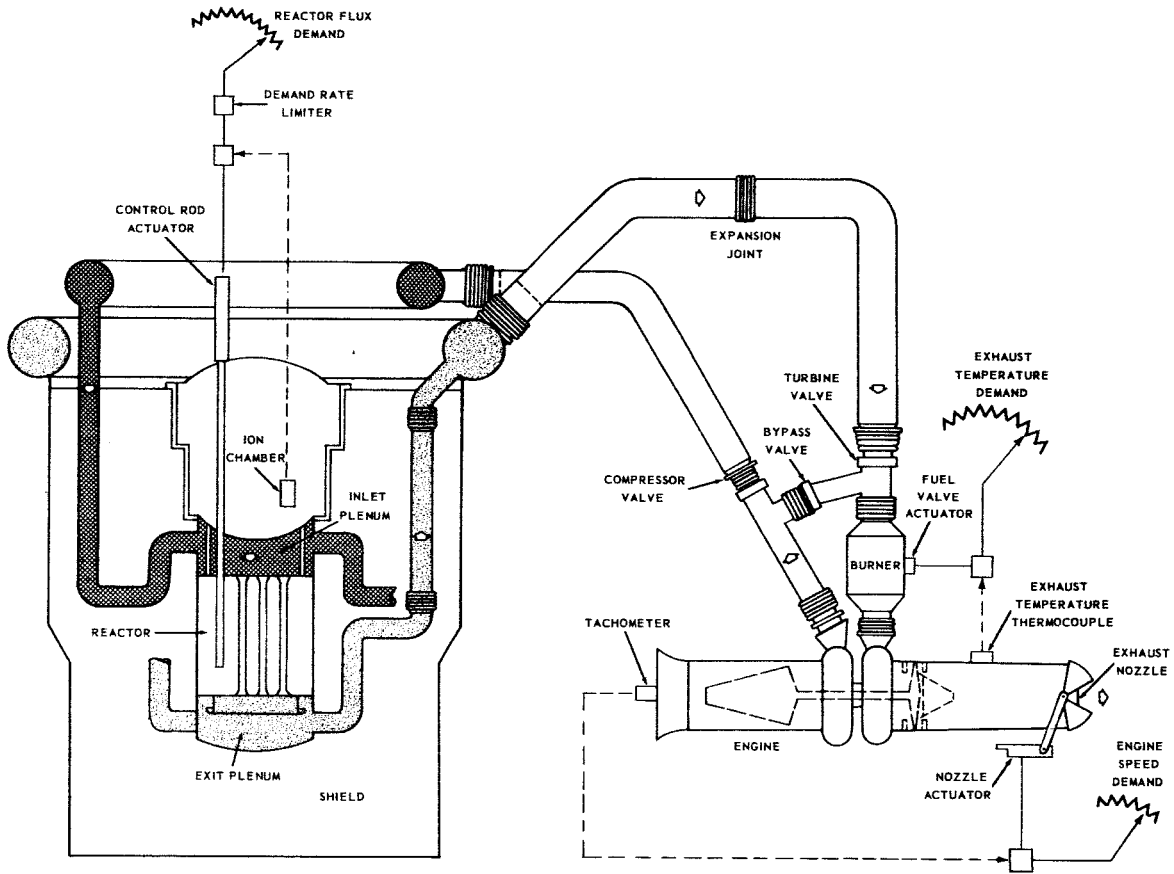 REACTOR FLUX
DEMAND
DEMAND RATE
LIMITER
CONTROL ROD
ACTUATOR
EXPANSION
JOINT
EXHAUST
TEMPERATURE
DEMAND
TURBINE
VALVE
BYPASS
VALVE
ION
CHAMBER
COMPRESSOR
VALVE
FUEL
VALVE
ACTUATOR
INLET
PLENUM
BURNER
EXHAUST
TEMPERATURE
THERMOCOUPLE
REACTOR
TACHOMETER
EXHAUST
NOZZLE
ENGINE
ENGINE
SPEED
DEMAND
EXIT PLENUM
NOZZLE
ACTUATOR
SHIELD